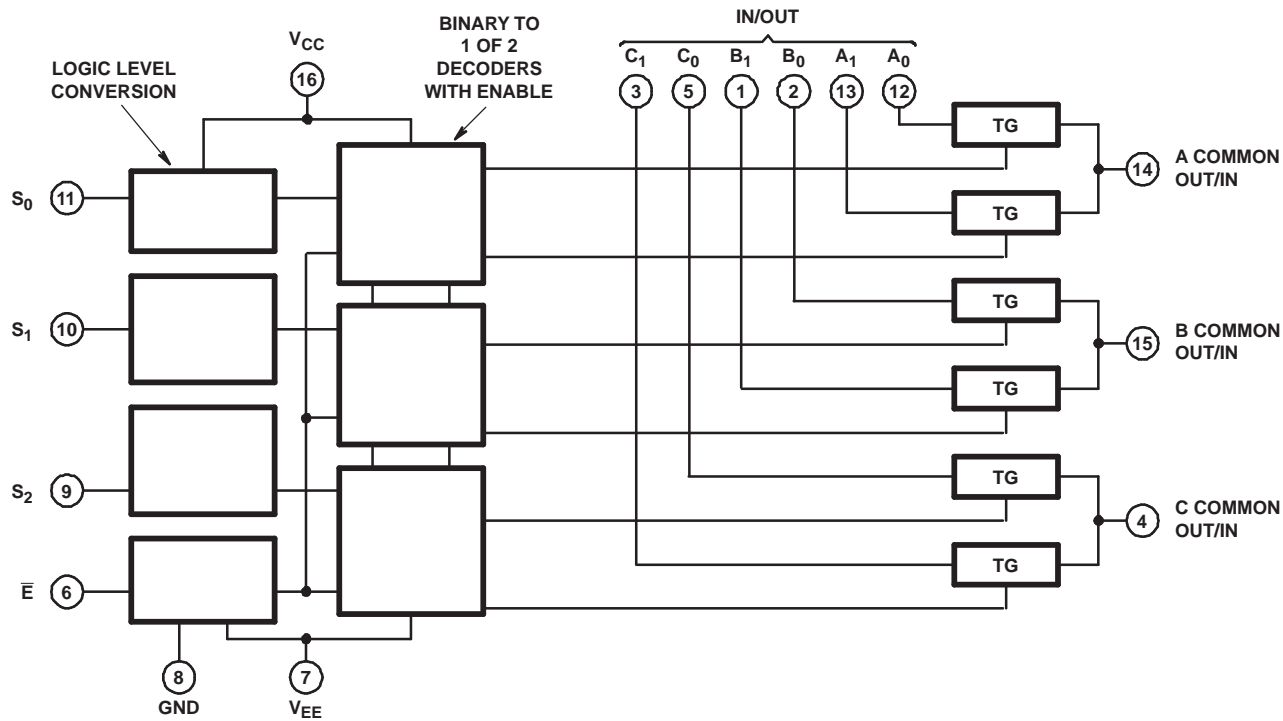 IN/OUT
BINARY TO
1 OF 2
DECODERS
WITH ENABLE
VCC
16
LOGIC LEVEL
CONVERSION
C1 C0 B1 B0 A1 A0
3 5 1 2 13 12
TG
A COMMON
OUT/IN
14
S0 11
TG
TG
S1 10
B COMMON
OUT/IN
15
TG
TG
S2 9
C COMMON
OUT/IN
4
TG
E̅ 6
8
GND
7
VEE